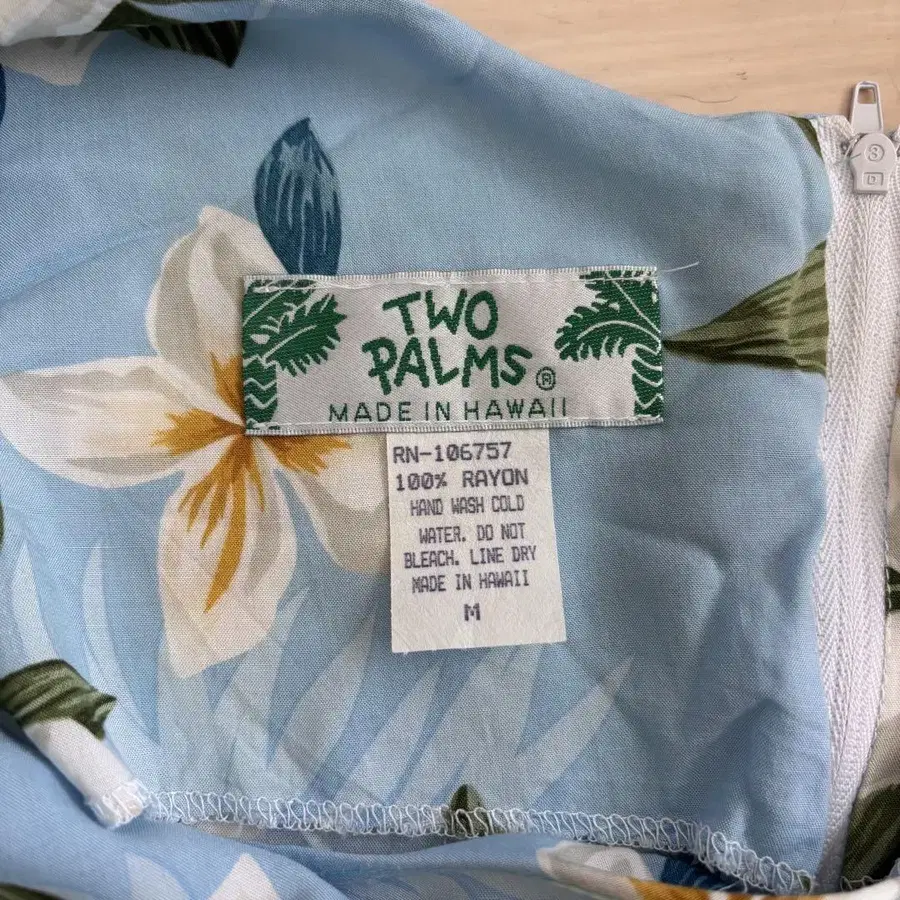 TWO
PALMS ®
MADE IN HAWAII
RN-106757
100% RAYON
HAND WASH COLD
WATER. DO NOT
BLEACH. LINE DRY
MADE IN HAWAII
M
S
D